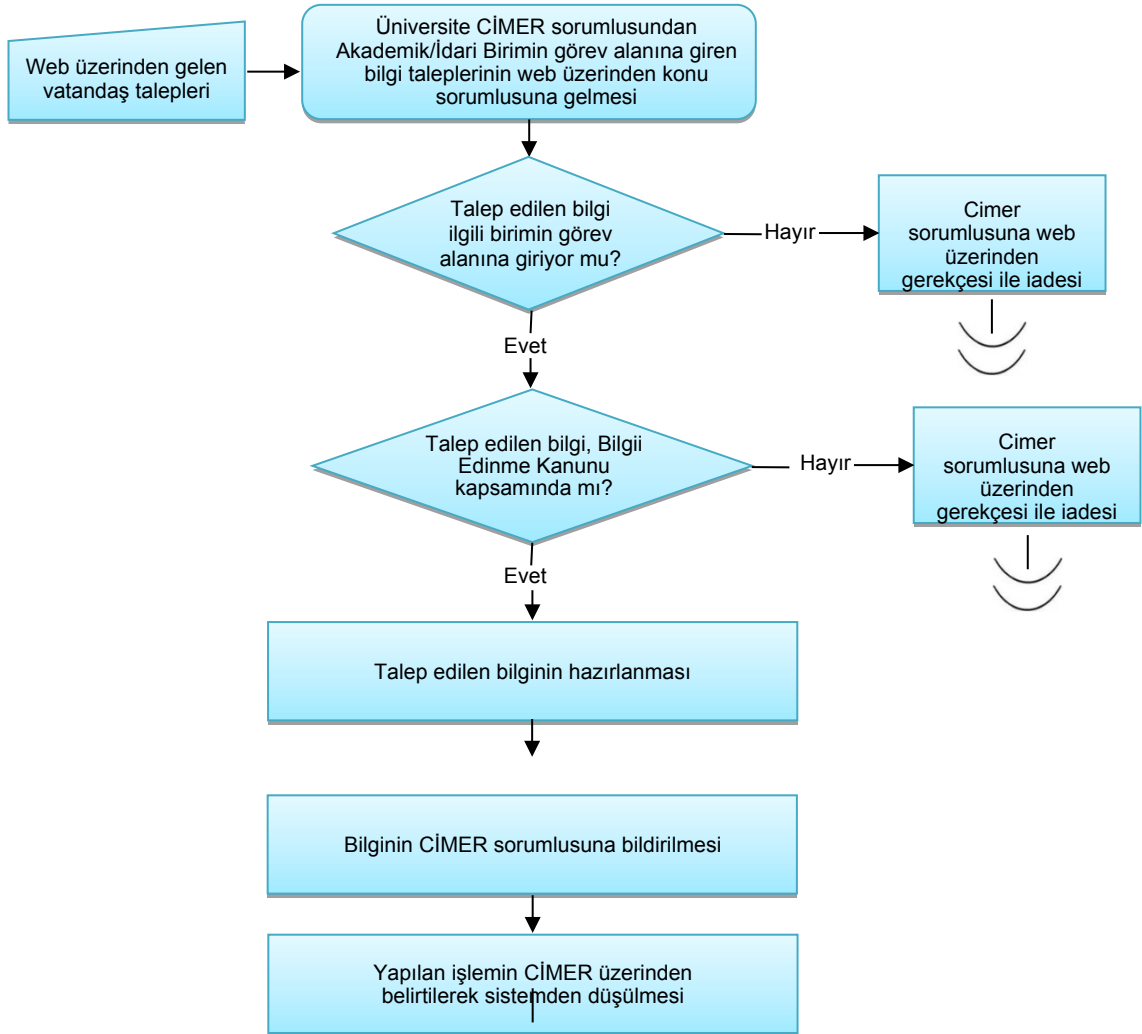 Web üzerinden gelen
vatandaş talepleri
Üniversite CİMER sorumlusundan
Akademik/İdari Birimin görev alanına giren
bilgi taleplerinin web üzerinden konu
sorumlusuna gelmesi
Talep edilen bilgi
ilgili birimin görev
alanına giriyor mu?
Hayır
Cimer
sorumlusuna web
üzerinden
gerekçesi ile iadesi
Evet
Talep edilen bilgi, Bilgii
Edinme Kanunu
kapsamında mı?
Hayır
Cimer
sorumlusuna web
üzerinden
gerekçesi ile iadesi
Evet
Talep edilen bilginin hazırlanması
Bilginin CİMER sorumlusuna bildirilmesi
Yapılan işlemin CİMER üzerinden
belirtilerek sistemden düşülmesi